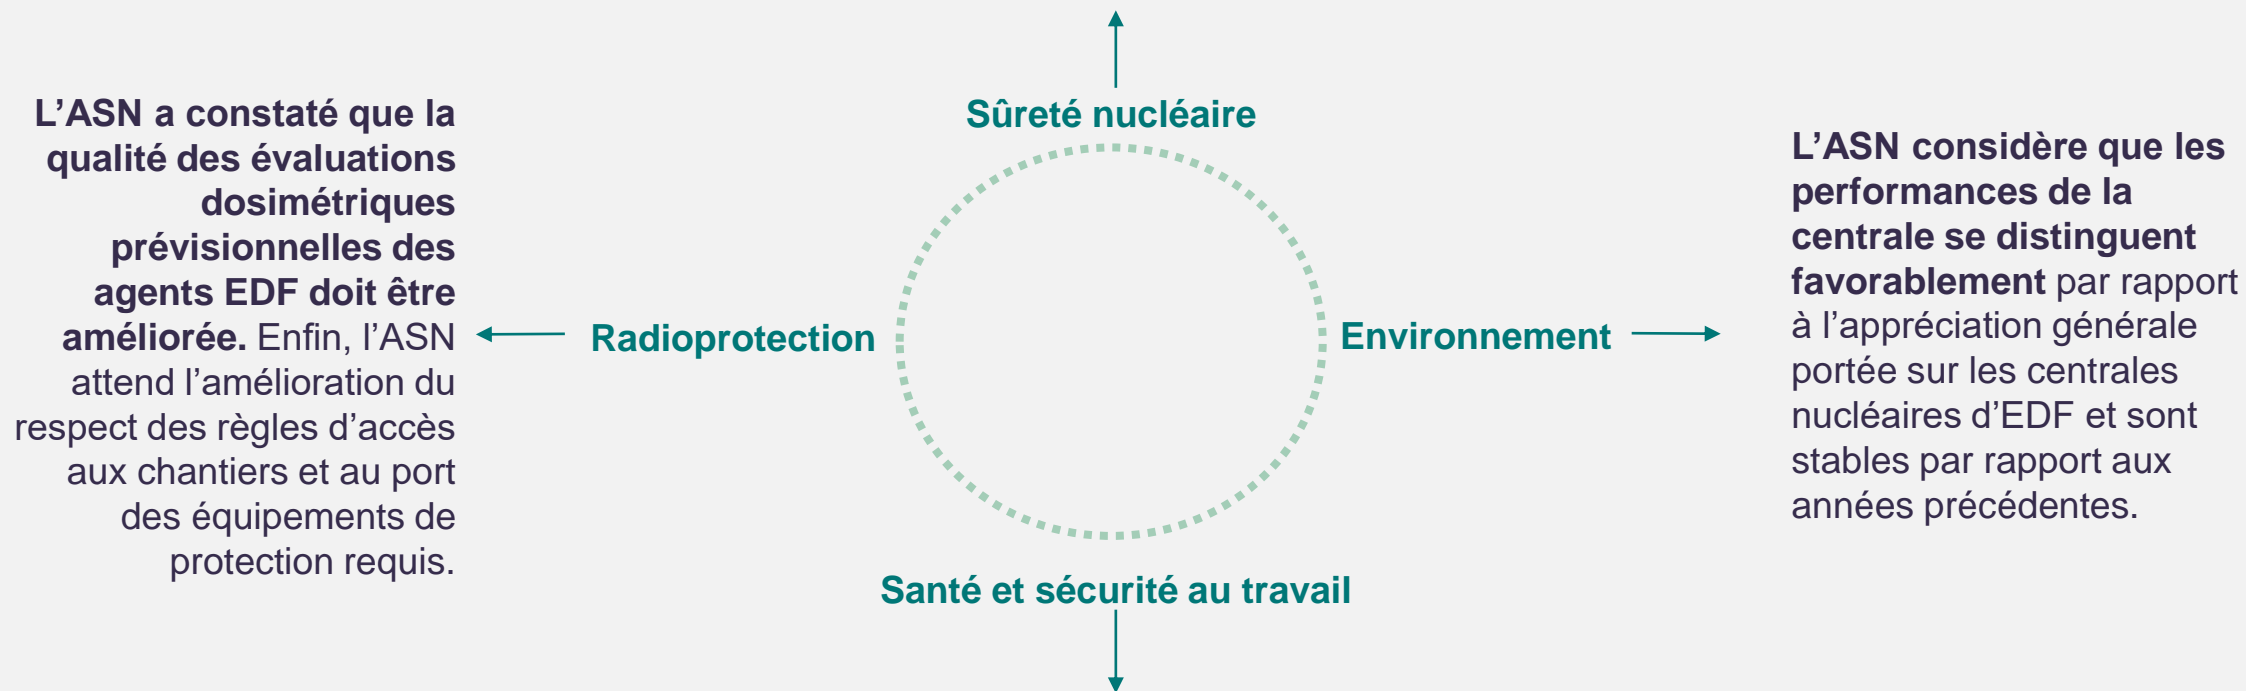 Sûreté nucléaire
L’ASN a constaté que la
qualité des évaluations
dosimétriques
prévisionnelles des
agents EDF doit être
améliorée. Enfin, l’ASN
attend l’amélioration du
respect des règles d’accès
aux chantiers et au port
des équipements de
protection requis.
Radioprotection
Environnement
L’ASN considère que les
performances de la
centrale se distinguent
favorablement par rapport
à l’appréciation générale
portée sur les centrales
nucléaires d’EDF et sont
stables par rapport aux
années précédentes.
Santé et sécurité au travail